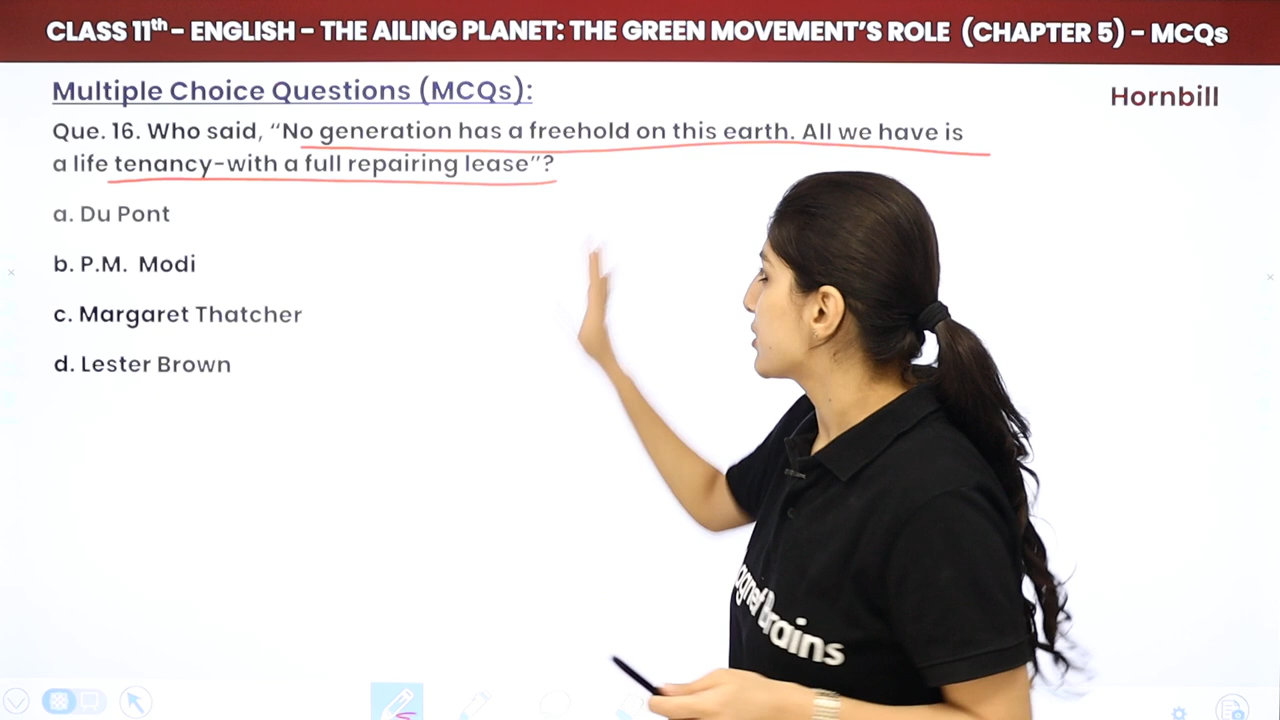 CLASS 11th - ENGLISH - THE AILING PLANET: THE GREEN MOVEMENT'S ROLE (CHAPTER 5) - MCQs
Multiple Choice Questions (MCQs):
Hornbill
Que. 16. Who said, “No generation has a freehold on this earth. All we have is
a life tenancy-with a full repairing lease”?
a. Du Pont
b. P.M. Modi
c. Margaret Thatcher
d. Lester Brown
Brains